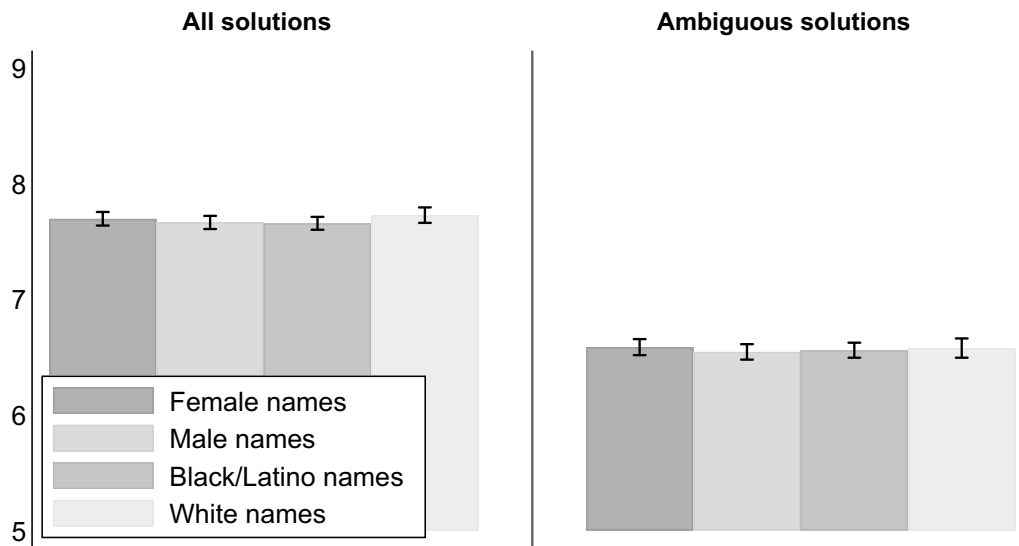 All solutions
Ambiguous solutions
9
8
7
6
5
Female names
Male names
Black/Latino names
White names